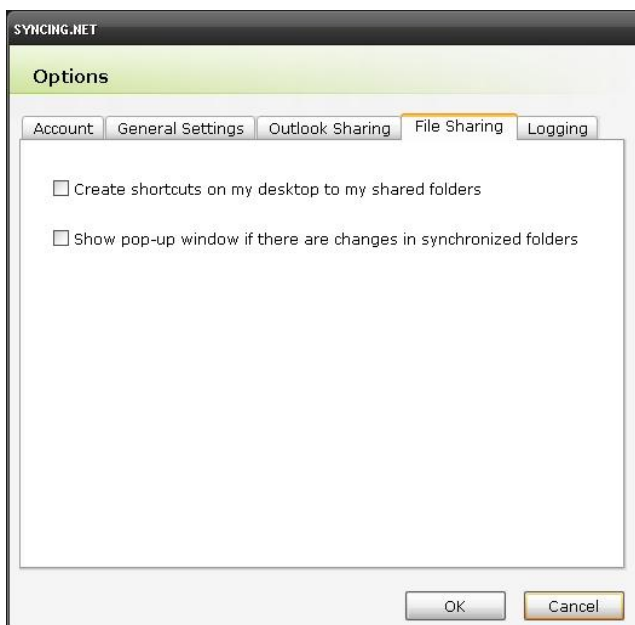 SYNCING.NET
Options
Account General Settings Outlook Sharing File Sharing Logging
Create shortcuts on my desktop to my shared folders
Show pop-up window if there are changes in synchronized folders
OK Cancel